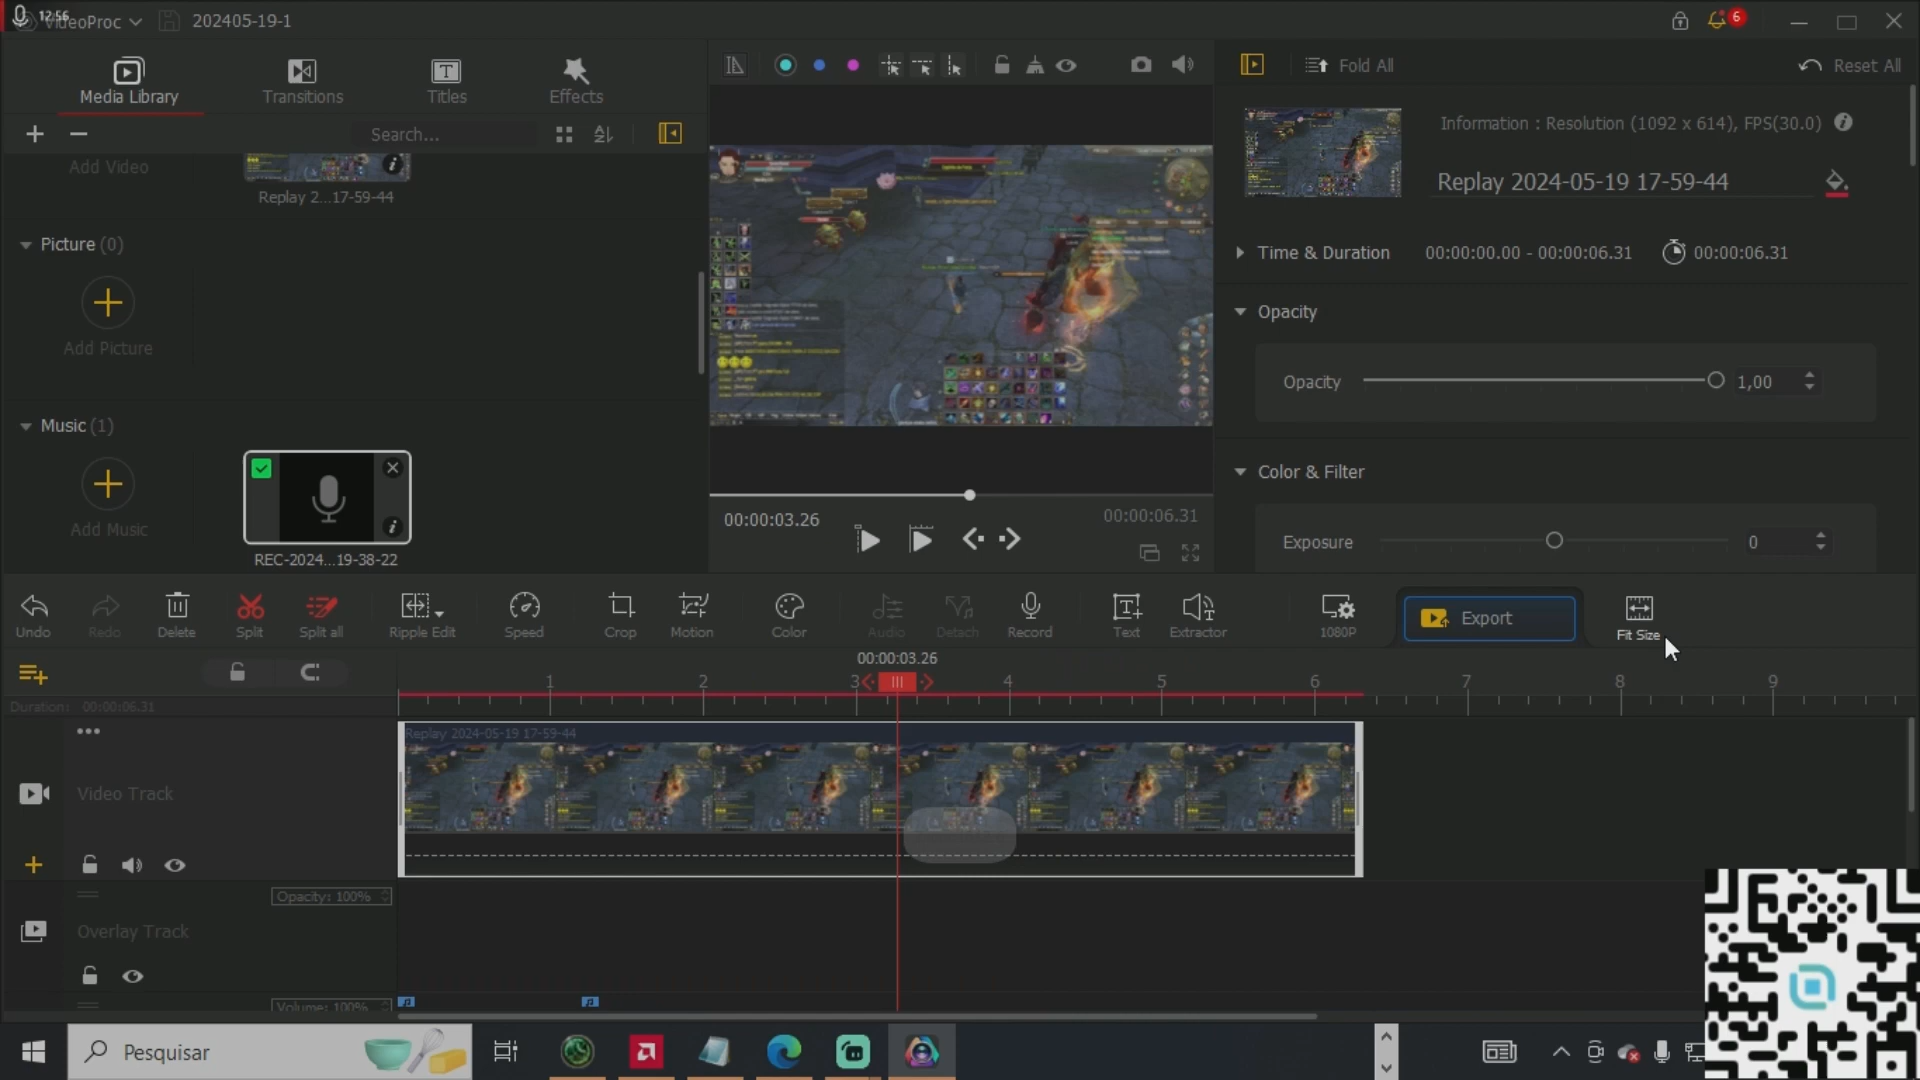 12:56
VideoProc
202405-19-1
6
Media Library
Transitions
Titles
Effects
Fold All
Reset All
Search...
Information : Resolution (1092 x 614), FPS(30.0)
Add Video
Replay 2...17-59-44
Replay 2024-05-19 17-59-44
Picture (0)
Time & Duration
00:00:00.00 - 00:00:06.31
00:00:06.31
Add Picture
Opacity
Opacity
1,00
Music (1)
Color & Filter
Add Music
REC-2024...19-38-22
00:00:03.26
00:00:06.31
Exposure
0
Undo
Redo
Delete
Split
Split all
Ripple Edit
Speed
Crop
Motion
Color
Audio
Detach
Record
Text
Extractor
1080P
Export
Fit Size
00:00:03.26
1
2
3
4
5
6
7
8
9
Duration: 00:00:06.31
Replay 2024-05-19 17-59-44
Video Track
Opacity: 100%
Overlay Track
Volume: 100%
Pesquisar